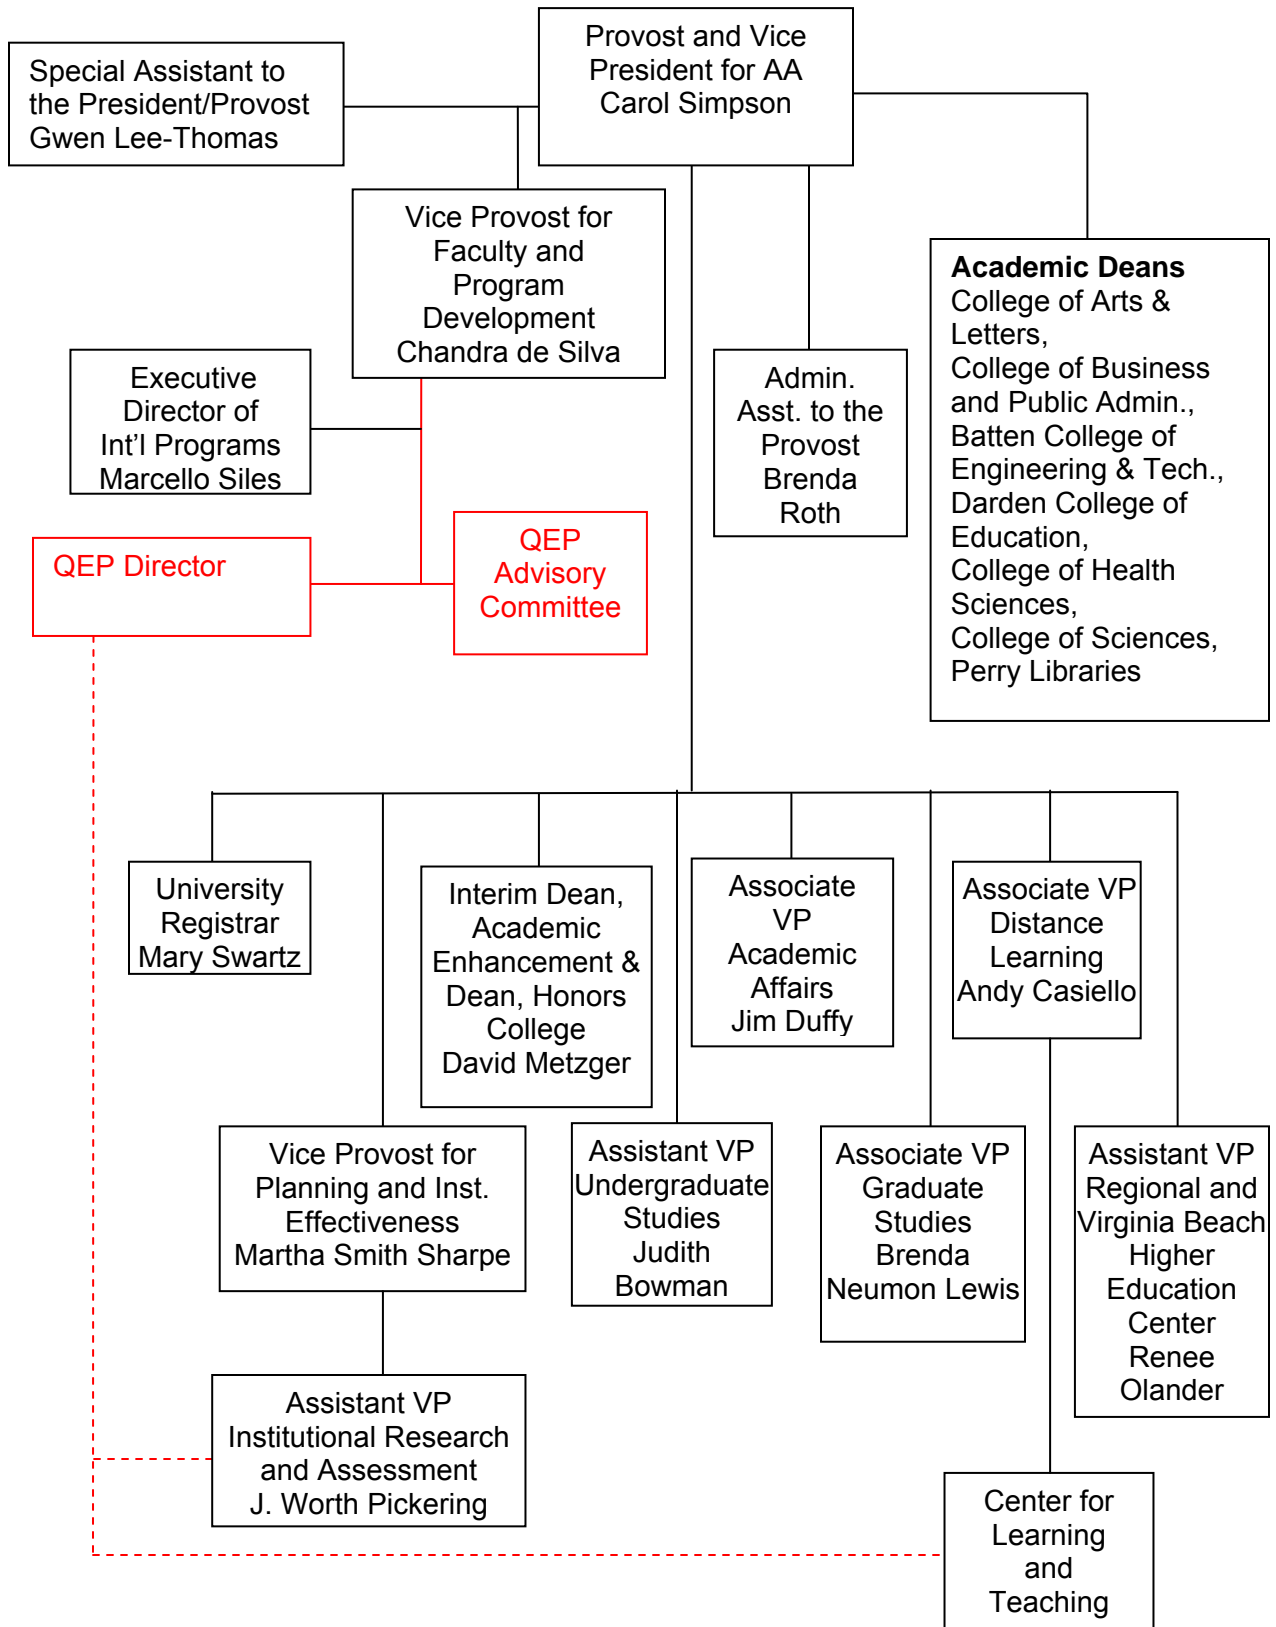 Provost and Vice
President for AA
Carol Simpson
Special Assistant to
the President/Provost
Gwen Lee-Thomas
Vice Provost for
Faculty and
Program
Development
Chandra de Silva
Academic Deans
College of Arts &
Letters,
College of Business
and Public Admin.,
Batten College of
Engineering & Tech.,
Darden College of
Education,
College of Health
Sciences,
College of Sciences,
Perry Libraries
Executive
Director of
Int’l Programs
Marcello Siles
Admin.
Asst. to the
Provost
Brenda
Roth
QEP Director
QEP
Advisory
Committee
University
Registrar
Mary Swartz
Interim Dean,
Academic
Enhancement &
Dean, Honors
College
David Metzger
Associate
VP
Academic
Affairs
Jim Duffy
Associate VP
Distance
Learning
Andy Casiello
Vice Provost for
Planning and Inst.
Effectiveness
Martha Smith Sharpe
Assistant VP
Undergraduate
Studies
Judith
Bowman
Associate VP
Graduate
Studies
Brenda
Neumon Lewis
Assistant VP
Regional and
Virginia Beach
Higher
Education
Center
Renee
Olander
Assistant VP
Institutional Research
and Assessment
J. Worth Pickering
Center for
Learning
and
Teaching